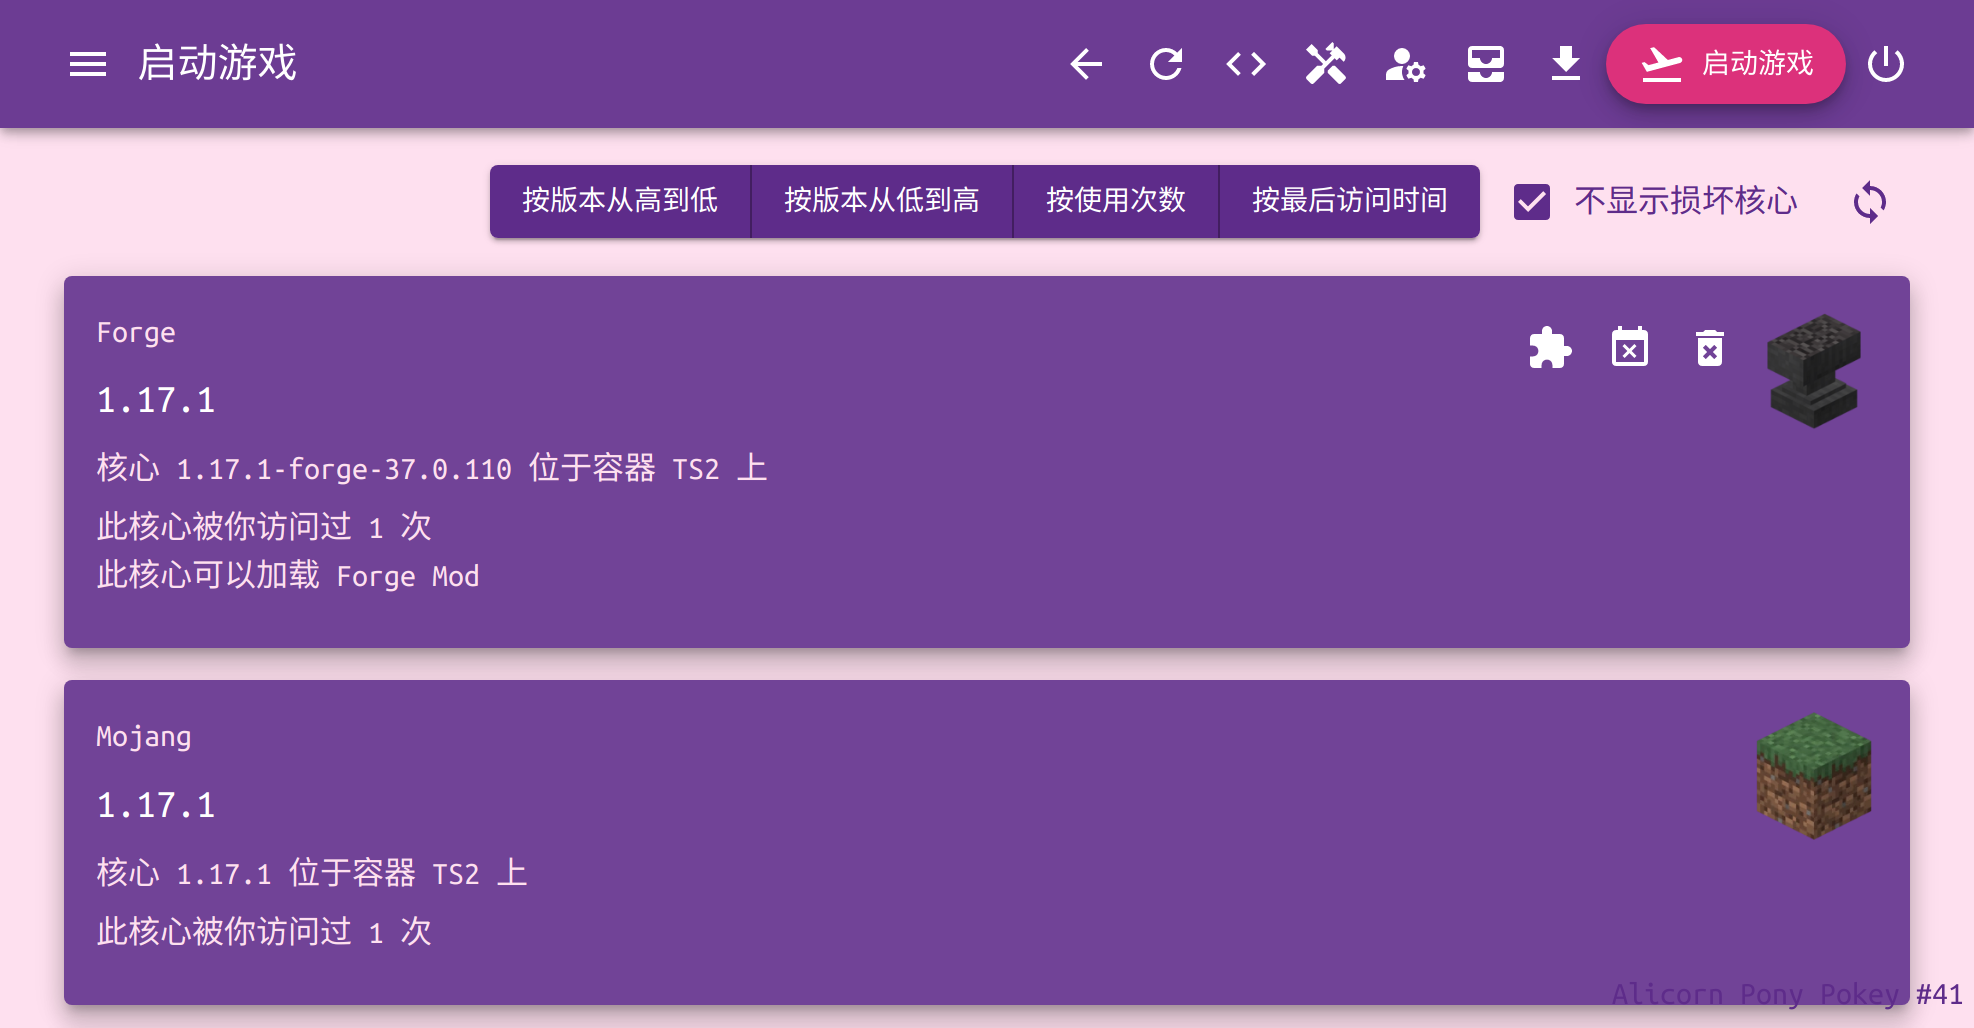 启动游戏
启动游戏
按版本从高到低 按版本从低到高 按使用次数 按最后访问时间 不显示损坏核心
Forge
1.17.1
核心 1.17.1-forge-37.0.110 位于容器 TS2 上
此核心被你访问过 1 次
此核心可以加载 Forge Mod
Mojang
1.17.1
核心 1.17.1 位于容器 TS2 上
此核心被你访问过 1 次
Alicorn Pony Pokey #41